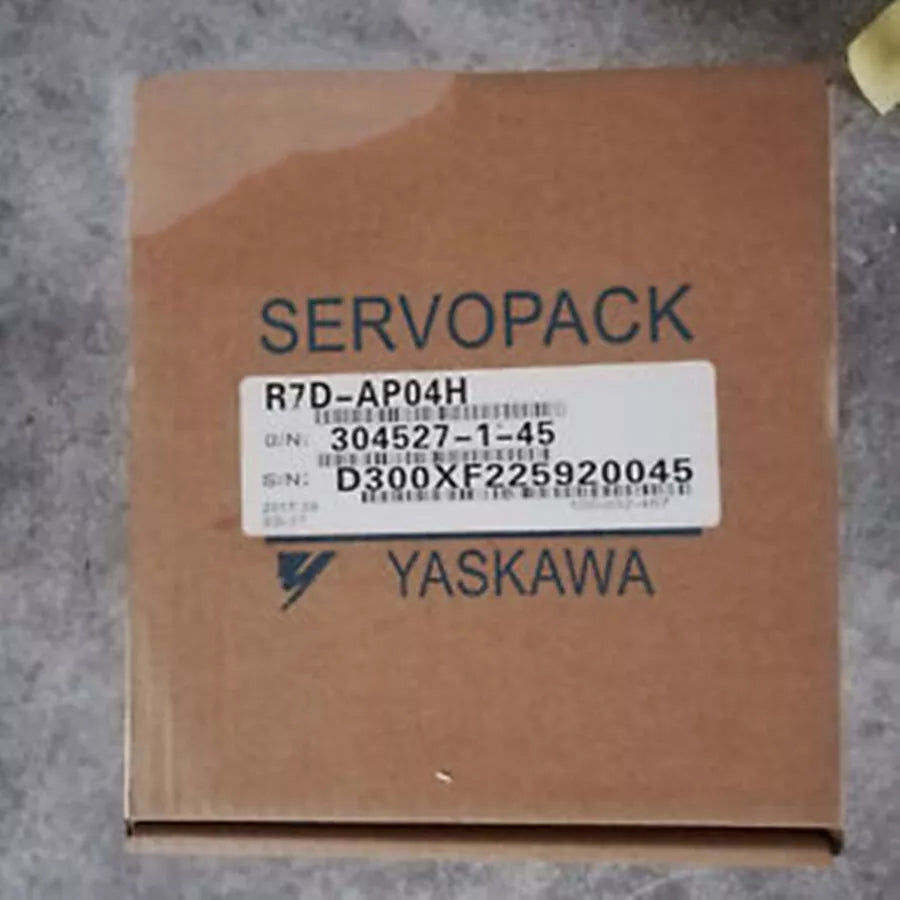 SERVOPACK
R7D-AP04H
O/N: 304527-1-45
S/N: D300XF225920045
YASKAWA